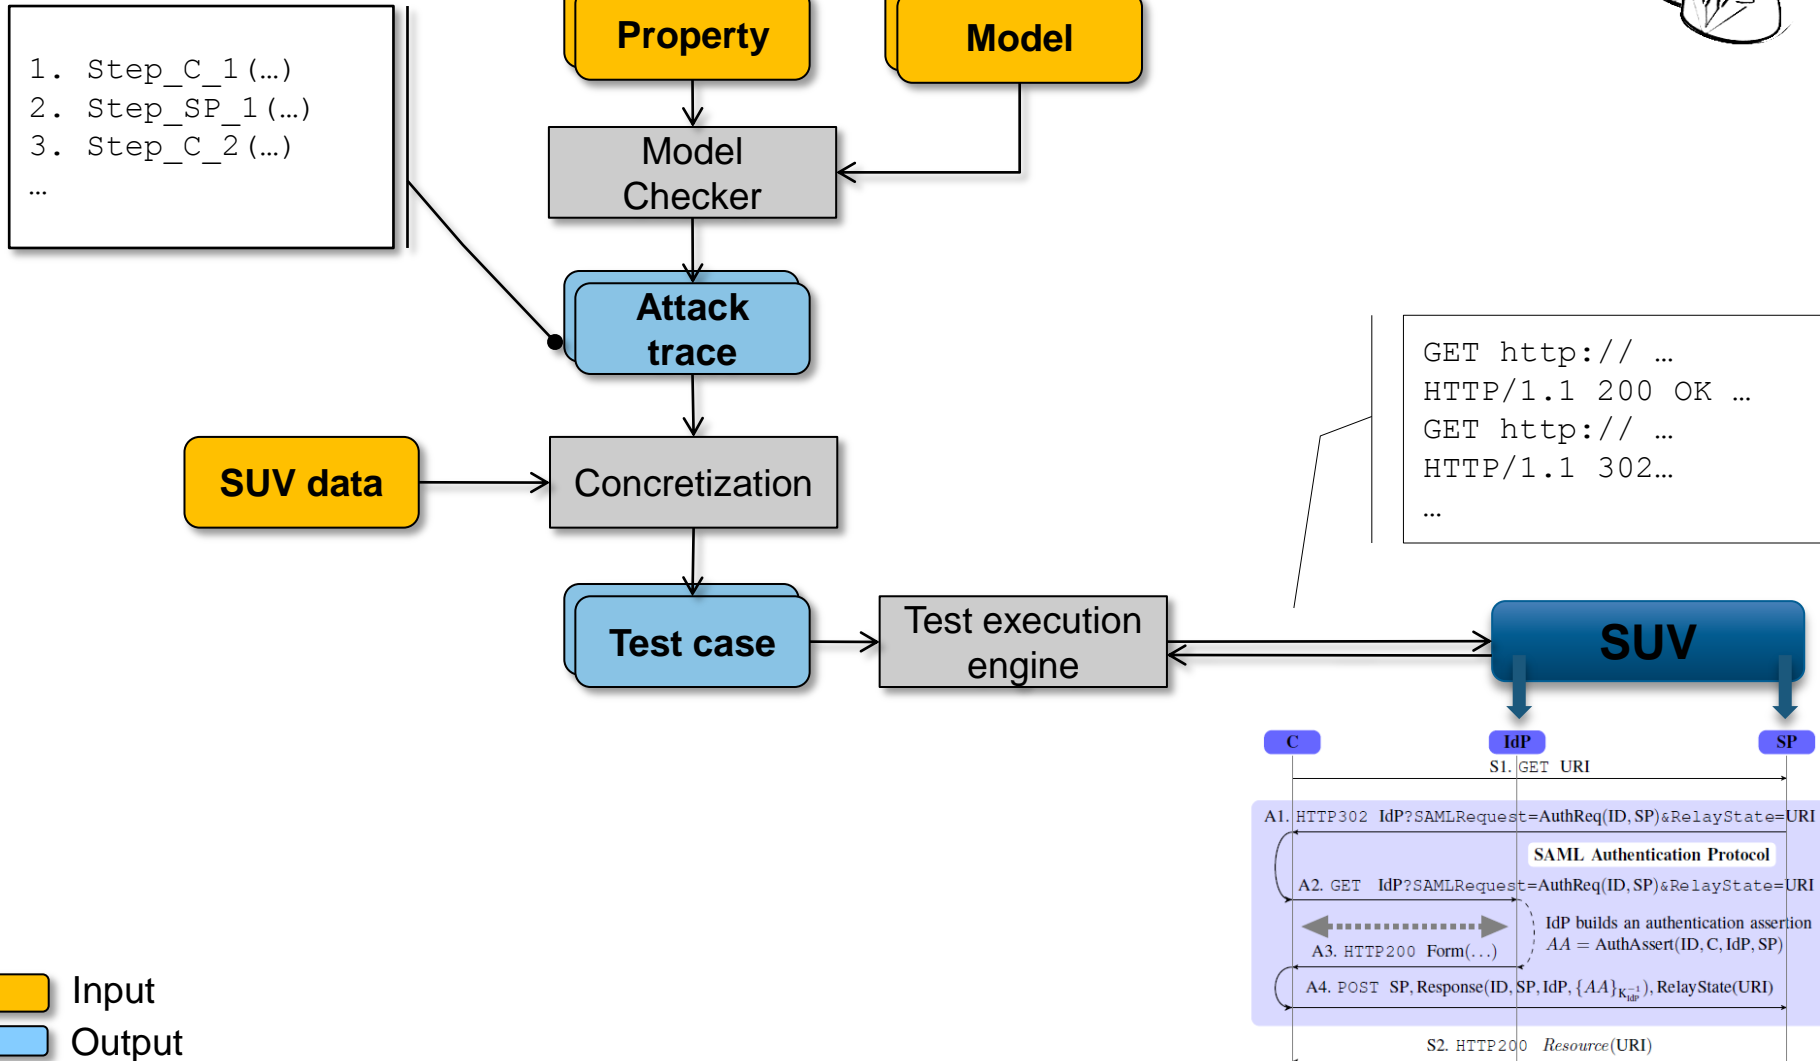 1. Step_C_1(…)
2. Step_SP_1(…)
3. Step_C_2(…)
…
Property
Model
Model
Checker
Attack
trace
SUV data
Concretization
Test case
Test execution
engine
GET http:// …
HTTP/1.1 200 OK …
GET http:// …
HTTP/1.1 302…
…
SUV
C
IdP
SP
S1. GET URI
A1. HTTP302 IdP?SAMLRequest=AuthReq(ID, SP)&RelayState=URI
SAML Authentication Protocol
A2. GET IdP?SAMLRequest=AuthReq(ID, SP)&RelayState=URI
IdP builds an authentication assertion
AA = AuthAssert(ID, C, IdP, SP)
A3. HTTP200 Form(...)
A4. POST SP, Response(ID, SP, IdP, {AA}_{K_{IdP}^{-1}}), RelayState(URI)
S2. HTTP200 Resource(URI)
Input
Output